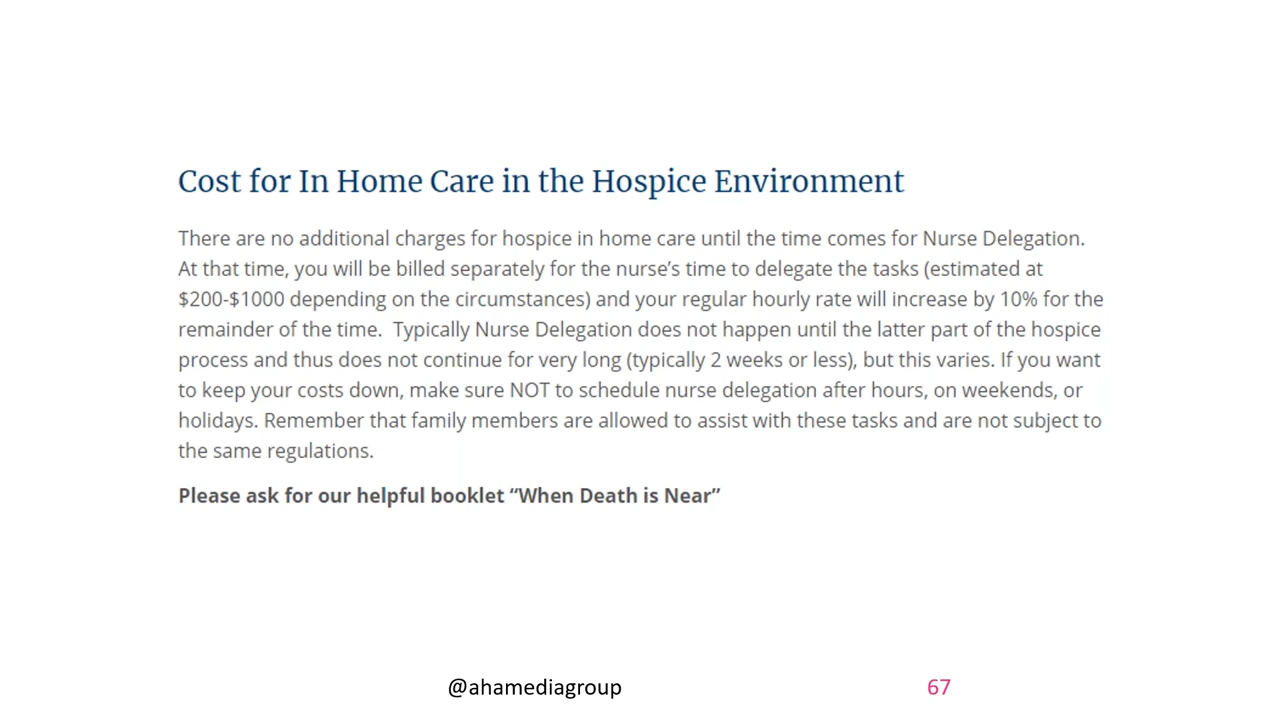 Cost for In Home Care in the Hospice Environment
There are no additional charges for hospice in home care until the time comes for Nurse Delegation.
At that time, you will be billed separately for the nurse's time to delegate the tasks (estimated at
$200-$1000 depending on the circumstances) and your regular hourly rate will increase by 10% for the
remainder of the time.  Typically Nurse Delegation does not happen until the latter part of the hospice
process and thus does not continue for very long (typically 2 weeks or less), but this varies. If you want
to keep your costs down, make sure NOT to schedule nurse delegation after hours, on weekends, or
holidays. Remember that family members are allowed to assist with these tasks and are not subject to
the same regulations.
Please ask for our helpful booklet “When Death is Near”
@ahamediagroup
67